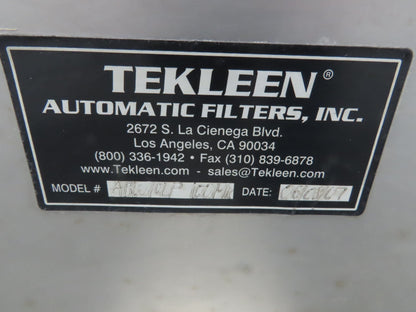 TEKLEEN®
AUTOMATIC FILTERS, INC.
2672 S. La Cienega Blvd.
Los Angeles, CA 90034
(800) 336-1942 • Fax (310) 839-6878
www.Tekleen.com - sales@Tekleen.com
MODEL # DATE: